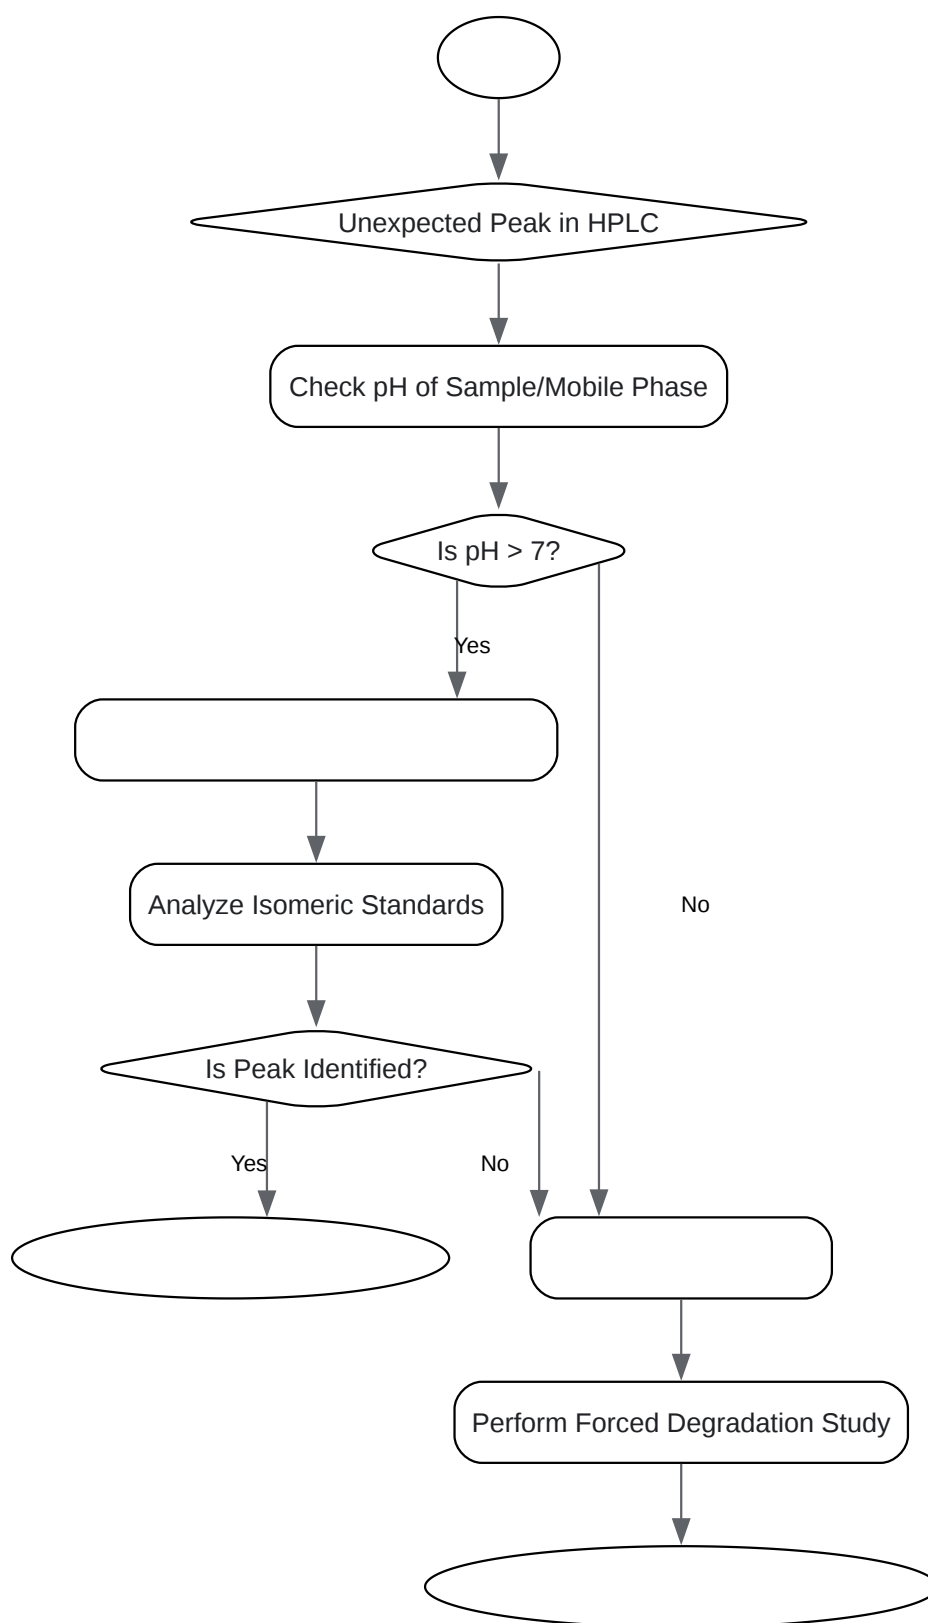 Unexpected Peak in HPLC
Check pH of Sample/Mobile Phase
Is pH > 7?
Yes
Analyze Isomeric Standards
No
Is Peak Identified?
Yes
No
Perform Forced Degradation Study